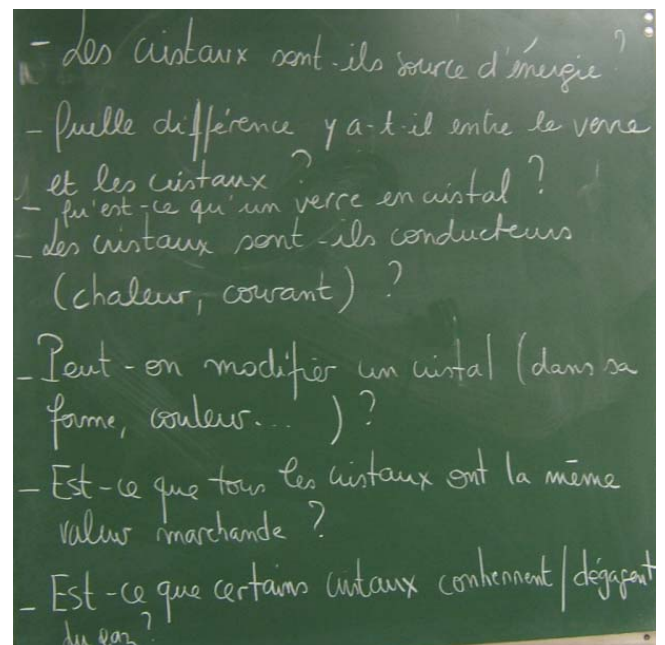 - Les cristaux sont-ils source d'énergie ?
- Quelle différence y a-t-il entre le verre
et les cristaux ?
- Qu'est-ce qu'un verre en cristal ?
- Les cristaux sont-ils conducteurs
(chaleur, courant) ?
- Peut-on modifier un cristal (dans sa
forme, couleur... ) ?
- Est-ce que tous les cristaux ont la même
valeur marchande ?
- Est-ce que certains cristaux contiennent/dégagent
du gaz ?